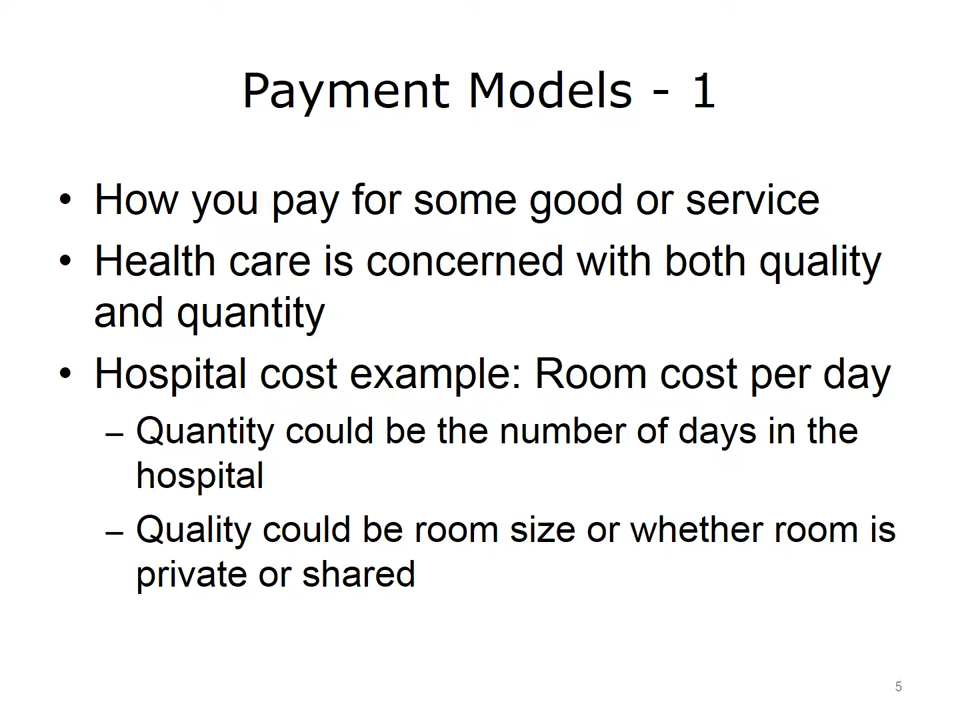 Payment Models - 1
• How you pay for some good or service
• Health care is concerned with both quality
and quantity
• Hospital cost example: Room cost per day
– Quantity could be the number of days in the
hospital
– Quality could be room size or whether room is
private or shared
5